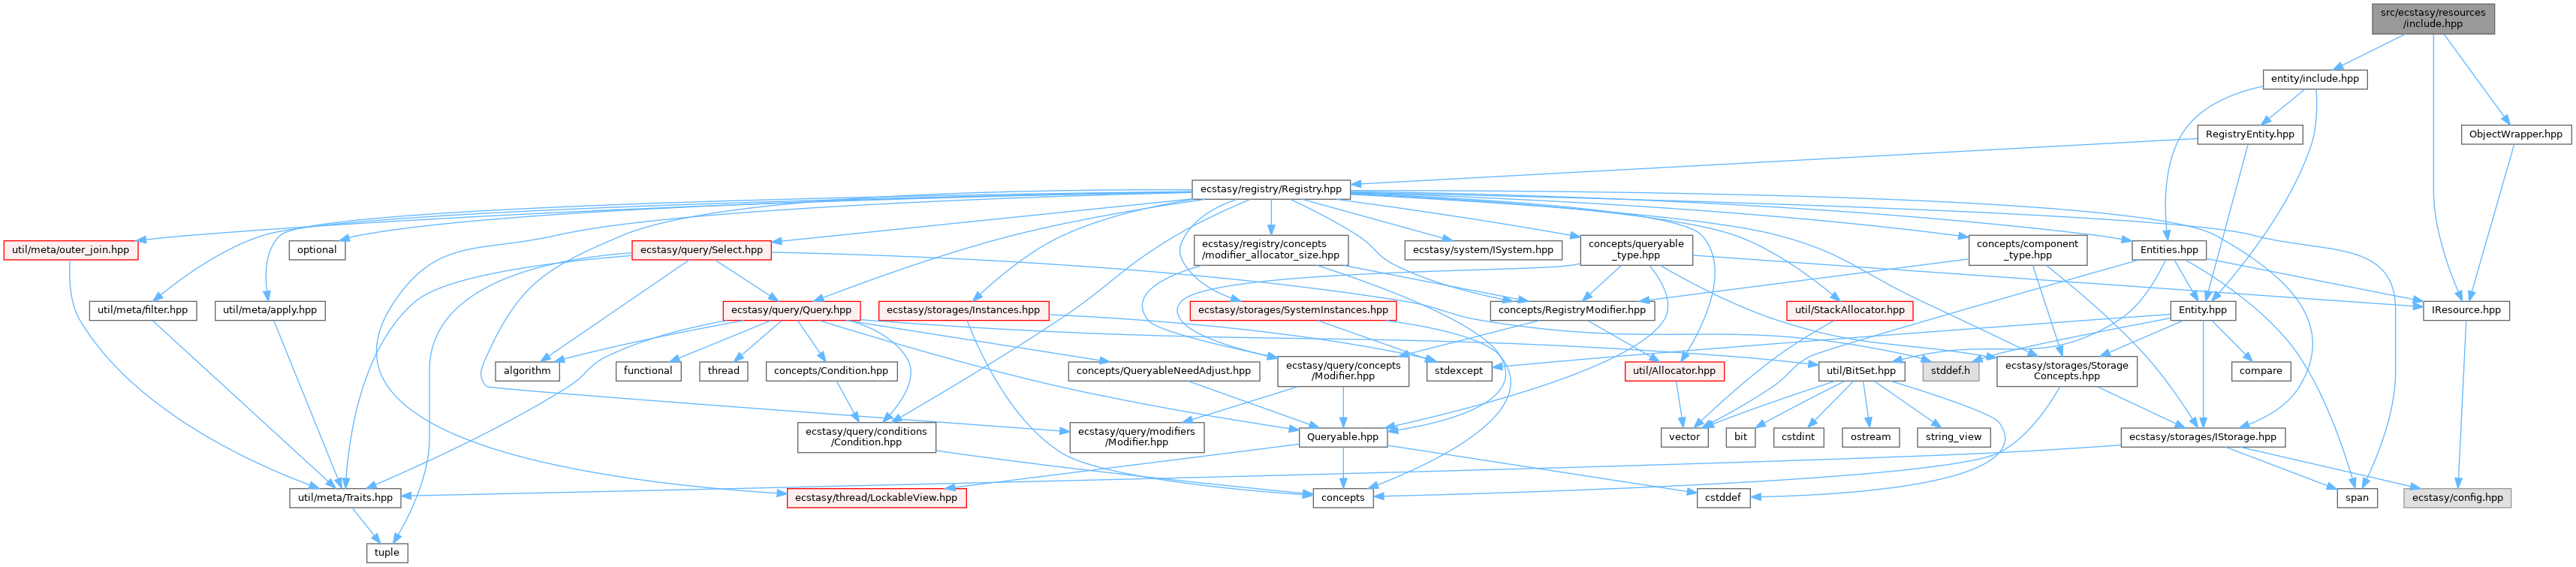 src/ecstasy/resources
/include.hpp
entity/include.hpp
RegistryEntity.hpp
ObjectWrapper.hpp
ecstasy/registry/Registry.hpp
util/meta/outer_join.hpp
optional
ecstasy/query/Select.hpp
ecstasy/registry/concepts
/modifier_allocator_size.hpp
ecstasy/system/ISystem.hpp
concepts/queryable
_type.hpp
concepts/component
_type.hpp
Entities.hpp
util/meta/filter.hpp
util/meta/apply.hpp
ecstasy/query/Query.hpp
ecstasy/storages/Instances.hpp
ecstasy/storages/SystemInstances.hpp
concepts/RegistryModifier.hpp
util/StackAllocator.hpp
Entity.hpp
IResource.hpp
algorithm
functional
thread
concepts/Condition.hpp
concepts/QueryableNeedAdjust.hpp
ecstasy/query/concepts
/Modifier.hpp
stdexcept
util/Allocator.hpp
util/BitSet.hpp
stddef.h
ecstasy/storages/Storage
Concepts.hpp
compare
ecstasy/query/conditions
/Condition.hpp
ecstasy/query/modifiers
/Modifier.hpp
Queryable.hpp
vector
bit
cstdint
ostream
string_view
ecstasy/storages/IStorage.hpp
util/meta/Traits.hpp
ecstasy/thread/LockableView.hpp
concepts
cstddef
span
ecstasy/config.hpp
tuple